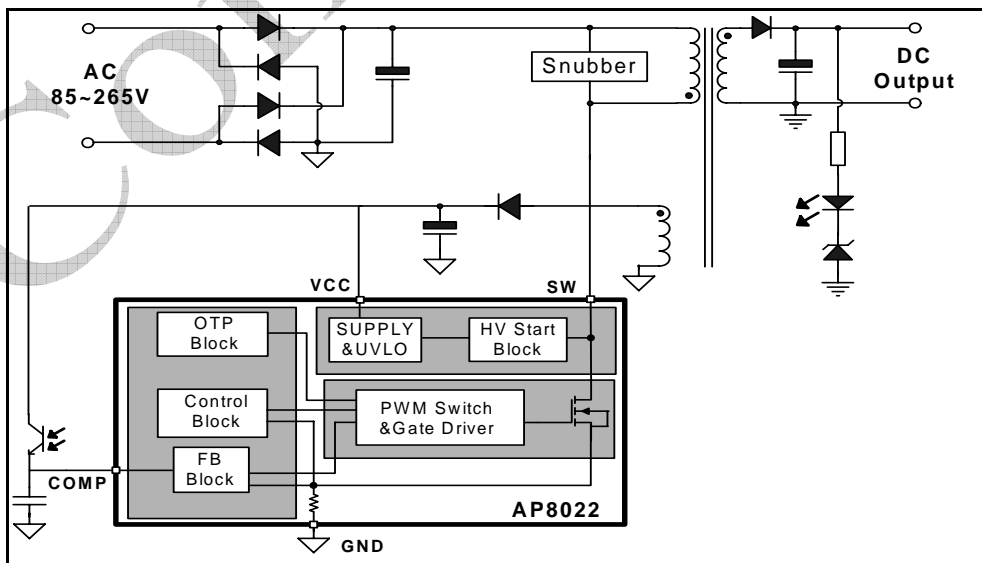 AC
85~265V
Snubber
DC
Output
VCC
SW
OTP
Block
SUPPLY
&UVLO
HV Start
Block
Control
Block
PWM Switch
&Gate Driver
FB
Block
COMP
AP8022
GND